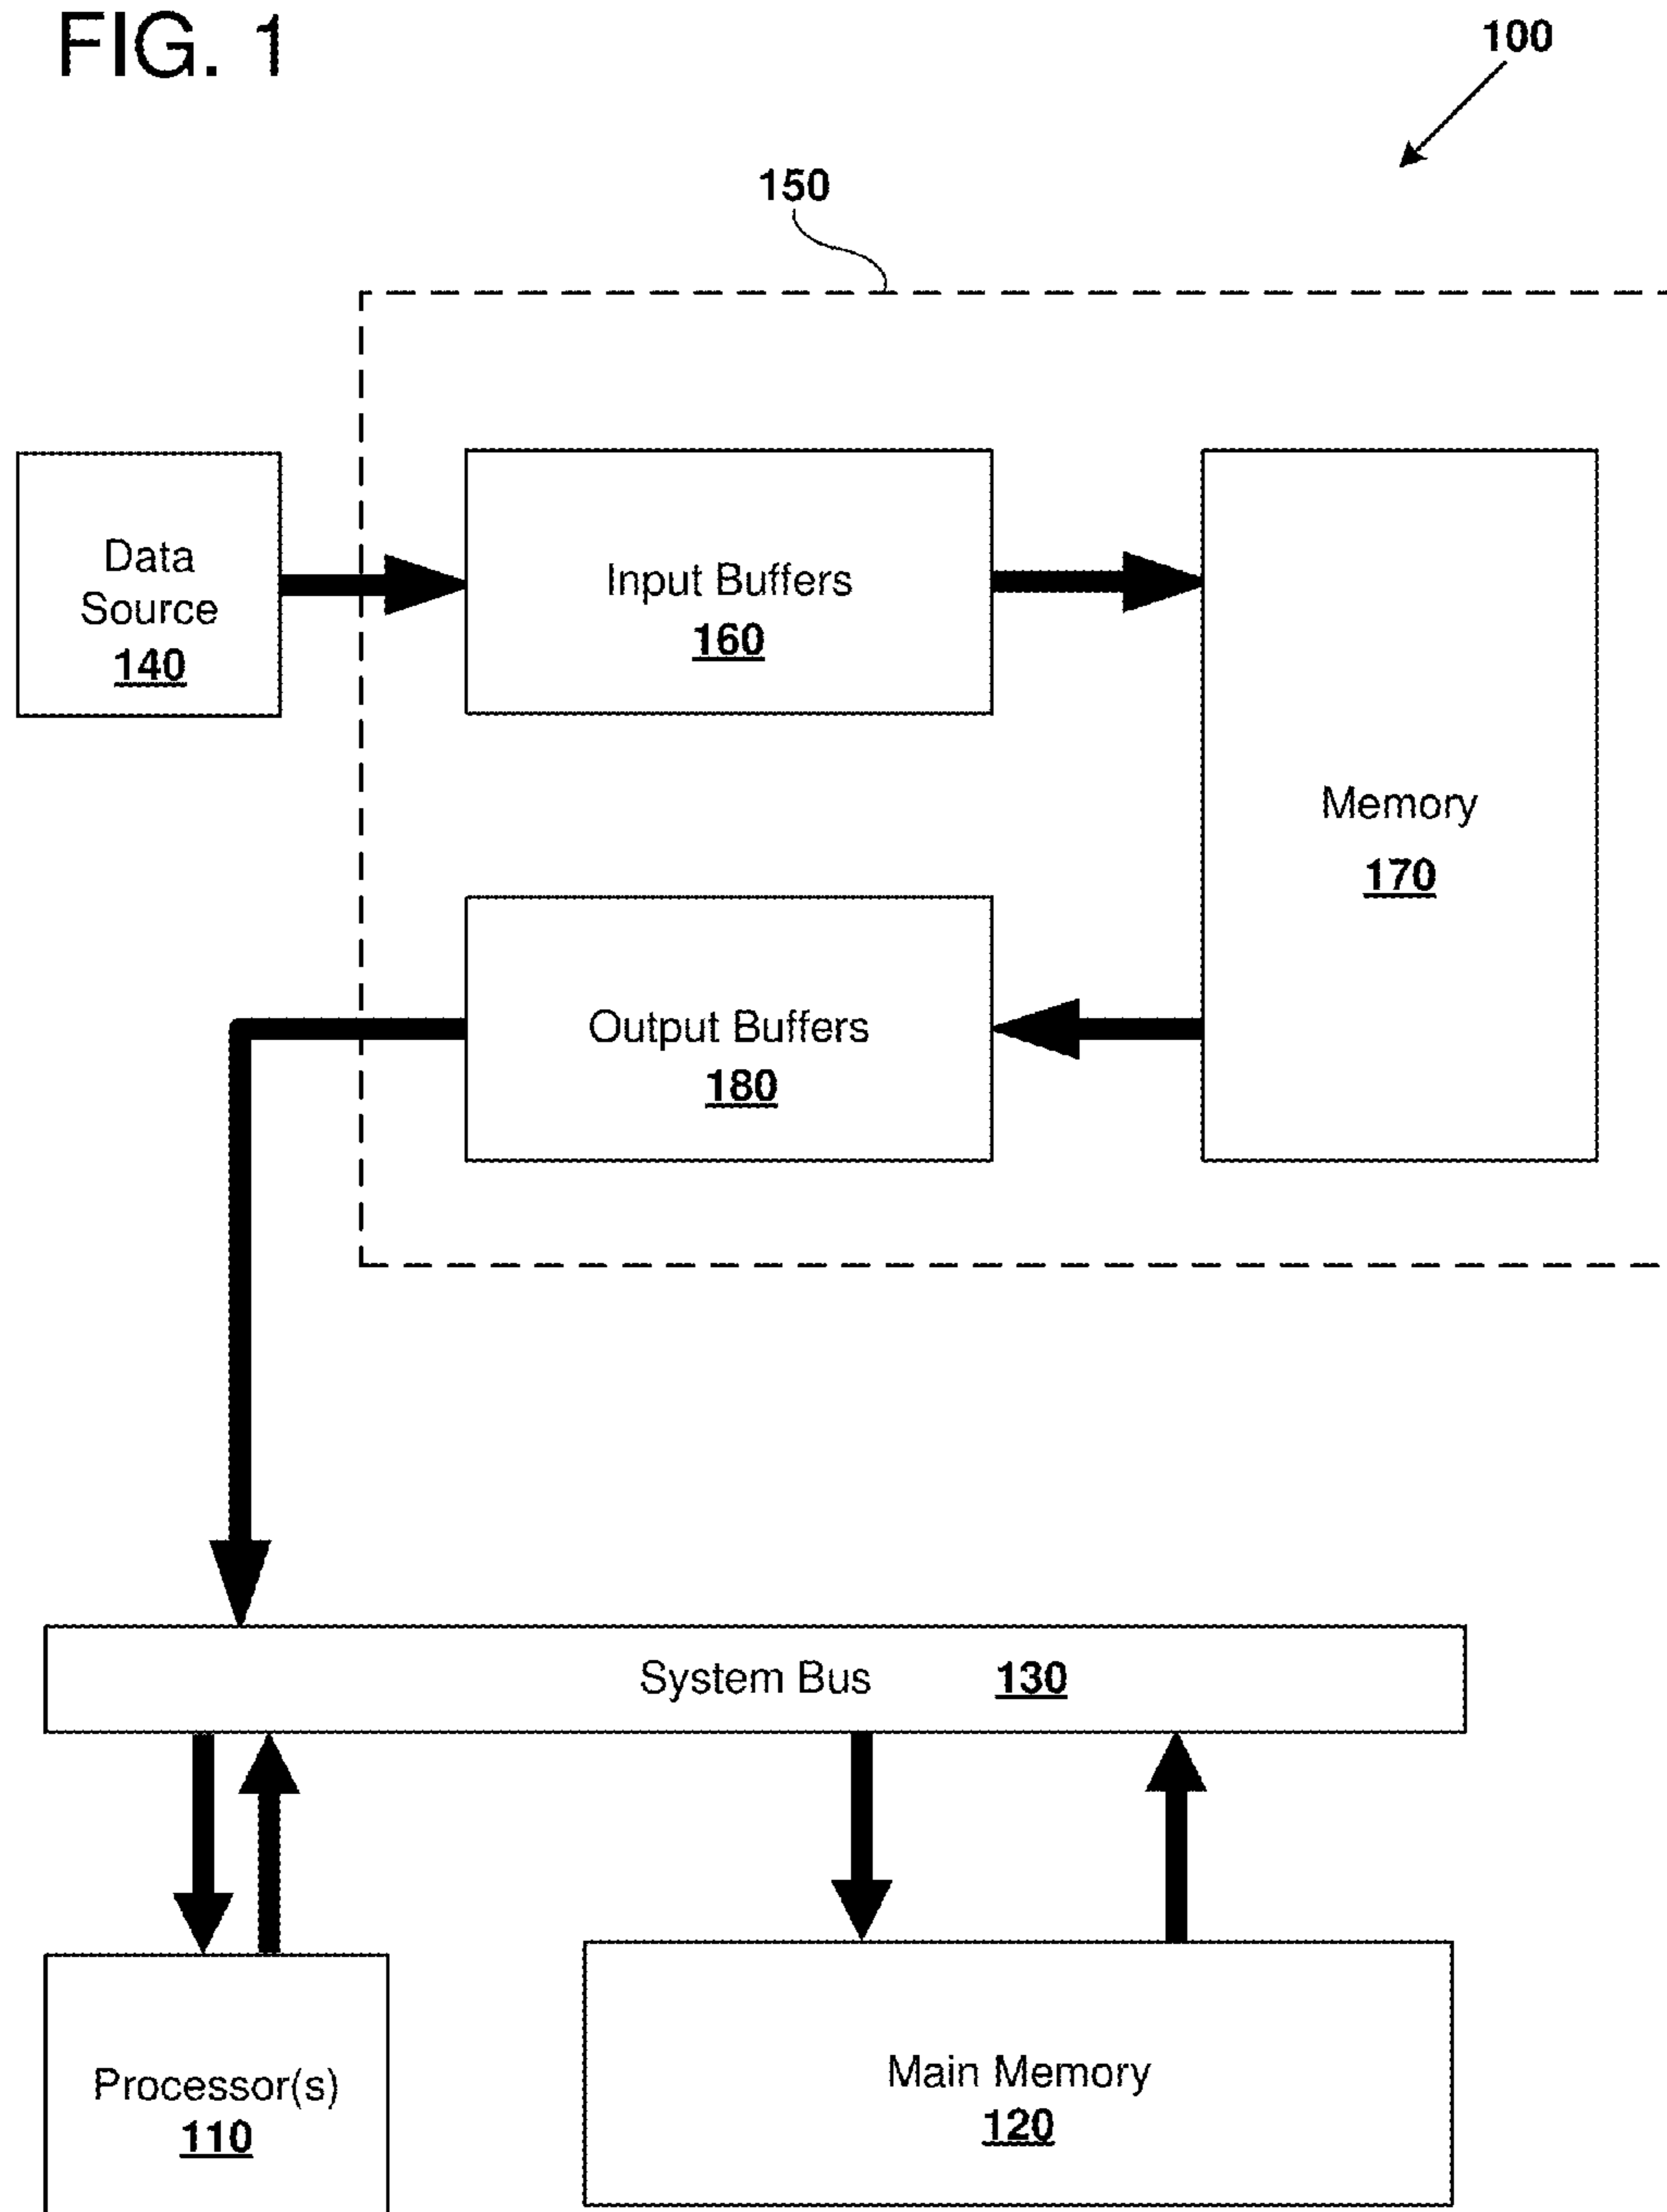 FIG. 1
100
150
Data
Source
140
Input Buffers
160
Memory
170
Output Buffers
180
System Bus 130
Processor(s)
110
Main Memory
120